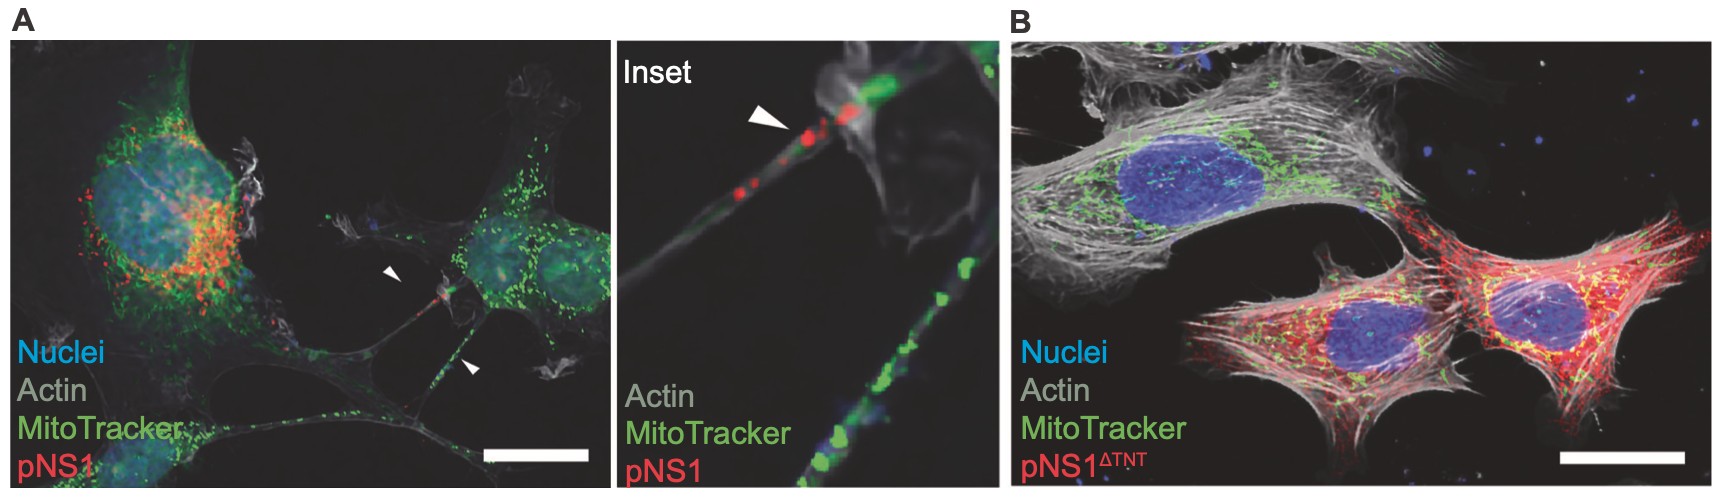 A
B
Nuclei
Actin
MitoTracker
pNS1
Inset
Actin
MitoTracker
pNS1
Nuclei
Actin
MitoTracker
pNS1ΔTNT